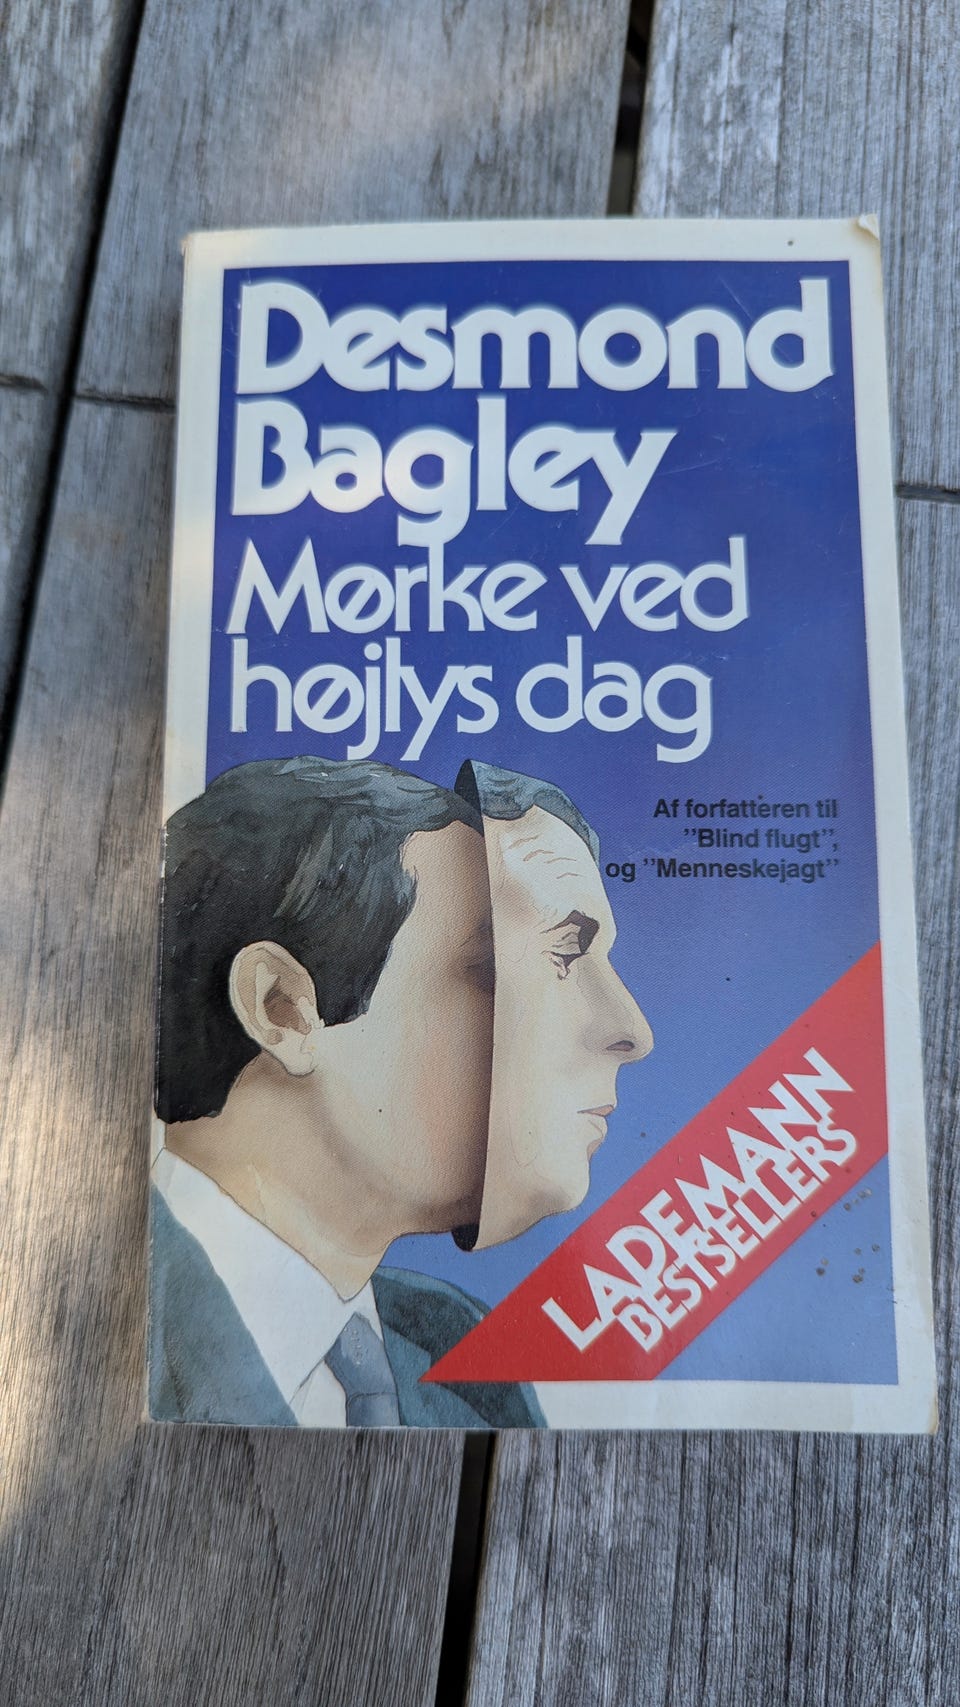 Desmond
Bagley
Mørke ved
højlys dag
Af forfatteren til
"Blind flugt",
og "Menneskejagt"
LADEMANN
BESTSELLERS